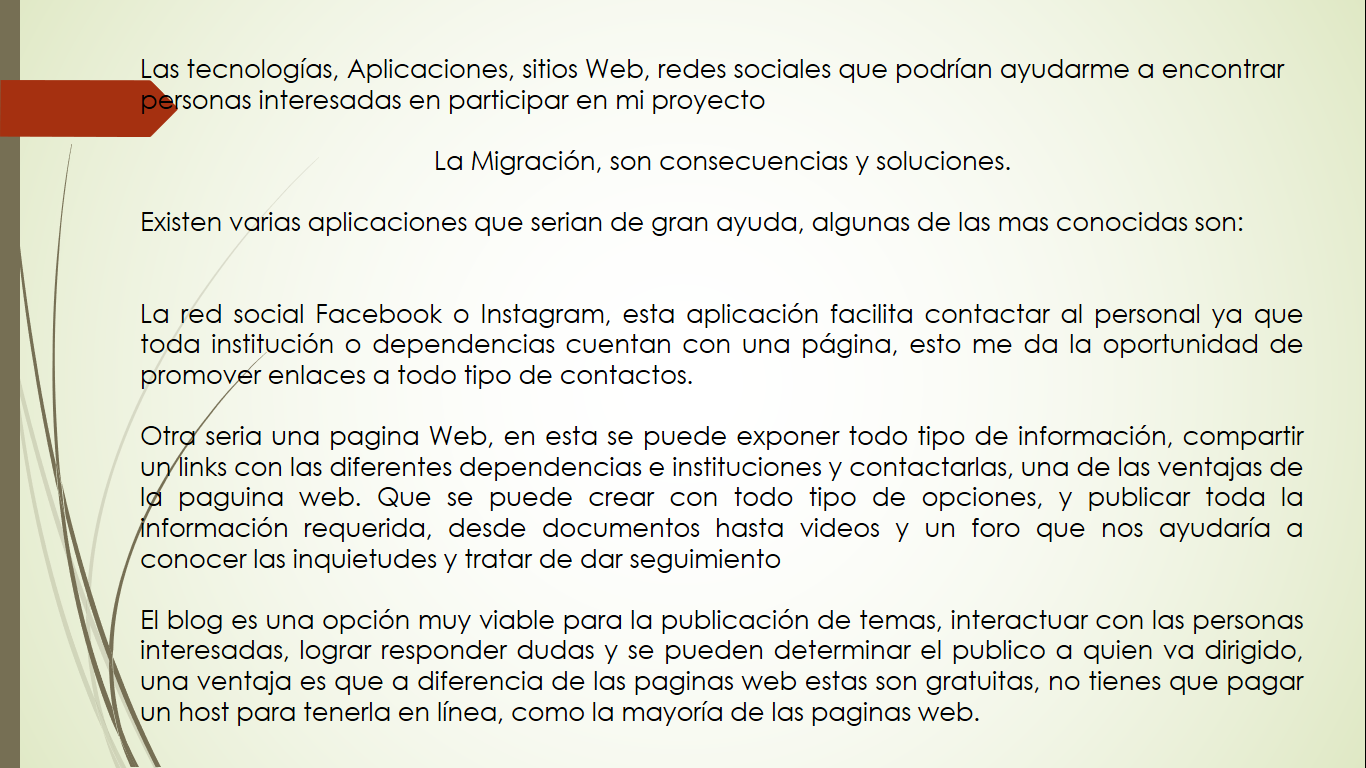 Las tecnologías, Aplicaciones, sitios Web, redes sociales que podrían ayudarme a encontrar
personas interesadas en participar en mi proyecto
La Migración, son consecuencias y soluciones.
Existen varias aplicaciones que serian de gran ayuda, algunas de las mas conocidas son:
La red social Facebook o Instagram, esta aplicación facilita contactar al personal ya que
toda institución o dependencias cuentan con una página, esto me da la oportunidad de
promover enlaces a todo tipo de contactos.
Otra seria una pagina Web, en esta se puede exponer todo tipo de información, compartir
un links con las diferentes dependencias e instituciones y contactarlas, una de las ventajas de
la paguina web. Que se puede crear con todo tipo de opciones, y publicar toda la
información requerida, desde documentos hasta videos y un foro que nos ayudaría a
conocer las inquietudes y tratar de dar seguimiento
El blog es una opción muy viable para la publicación de temas, interactuar con las personas
interesadas, lograr responder dudas y se pueden determinar el publico a quien va dirigido,
una ventaja es que a diferencia de las paginas web estas son gratuitas, no tienes que pagar
un host para tenerla en línea, como la mayoría de las paginas web.